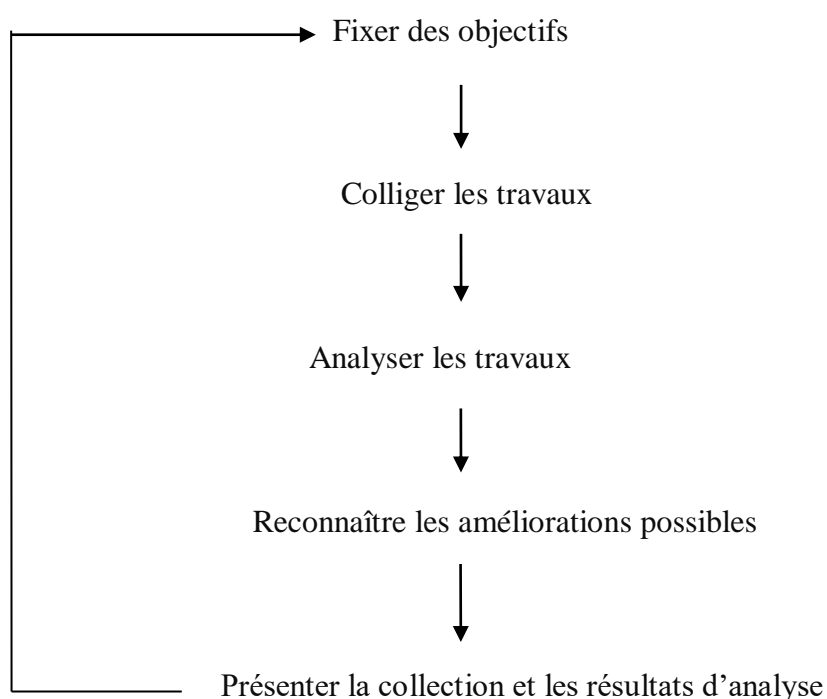 Fixer des objectifs
Colliger les travaux
Analyser les travaux
Reconnaître les améliorations possibles
Présenter la collection et les résultats d’analyse